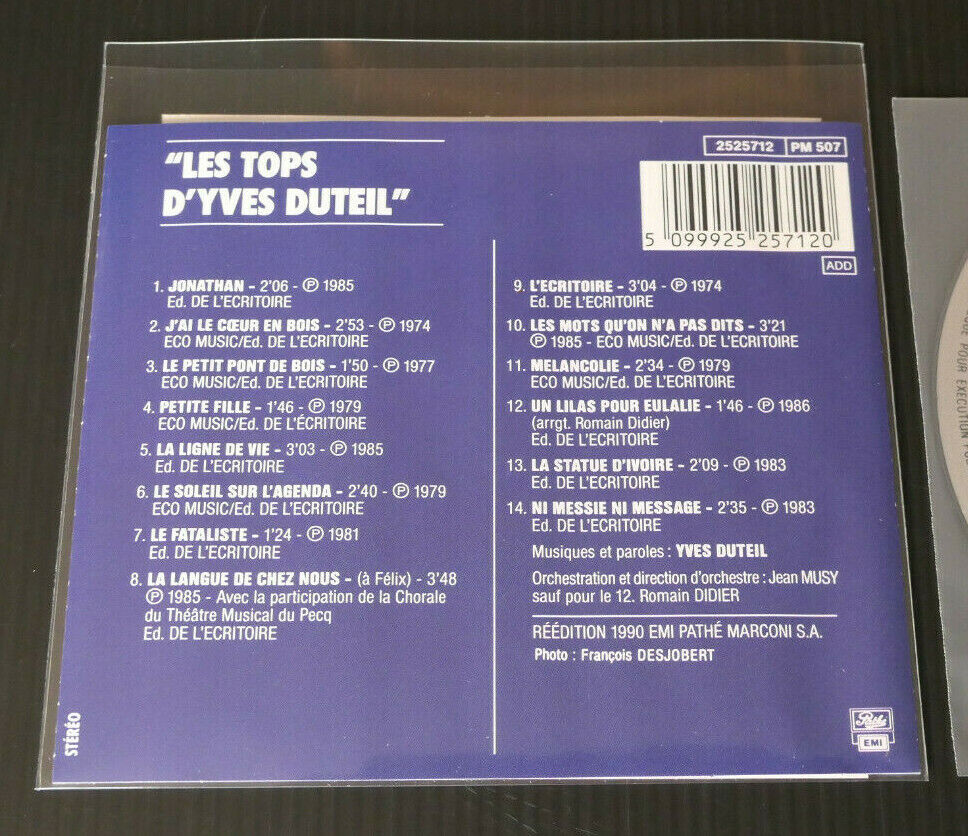 "LES TOPS
D'YVES DUTEIL"
2525712 PM 507
5 099925 257120
ADD
1. JONATHAN - 2'06 - ℗ 1985
Ed. DE L'ECRITOIRE
2. J'AI LE CŒUR EN BOIS - 2'53 - ℗ 1974
ECO MUSIC/Ed. DE L'ECRITOIRE
3. LE PETIT PONT DE BOIS - 1'50 - ℗ 1977
ECO MUSIC/Ed. DE L'ECRITOIRE
4. PETITE FILLE - 1'46 - ℗ 1979
ECO MUSIC/Ed. DE L'ÉCRITOIRE
5. LA LIGNE DE VIE - 3'03 - ℗ 1985
Ed. DE L'ECRITOIRE
6. LE SOLEIL SUR L'AGENDA - 2'40 - ℗ 1979
ECO MUSIC/Ed. DE L'ECRITOIRE
7. LE FATALISTE - 1'24 - ℗ 1981
Ed. DE L'ECRITOIRE
8. LA LANGUE DE CHEZ NOUS - (à Félix) - 3'48
℗ 1985 - Avec la participation de la Chorale
du Théâtre Musical du Pecq
Ed. DE L'ECRITOIRE
9. L'ECRITOIRE - 3'04 - ℗ 1974
Ed. DE L'ECRITOIRE
10. LES MOTS QU'ON N'A PAS DITS - 3'21
℗ 1985 - ECO MUSIC/Ed. DE L'ECRITOIRE
11. MELANCOLIE - 2'34 - ℗ 1979
ECO MUSIC/Ed. DE L'ECRITOIRE
12. UN LILAS POUR EULALIE - 1'46 - ℗ 1986
(arrgt. Romain Didier)
Ed. DE L'ECRITOIRE
13. LA STATUE D'IVOIRE - 2'09 - ℗ 1983
Ed. DE L'ECRITOIRE
14. NI MESSIE NI MESSAGE - 2'35 - ℗ 1983
Ed. DE L'ECRITOIRE
Musiques et paroles : YVES DUTEIL
Orchestration et direction d'orchestre : Jean MUSY
sauf pour le 12. Romain DIDIER
RÉÉDITION 1990 EMI PATHÉ MARCONI S.A.
Photo : François DESJOBERT
STÉRÉO
Pathé
EMI
POUR EXECUTION